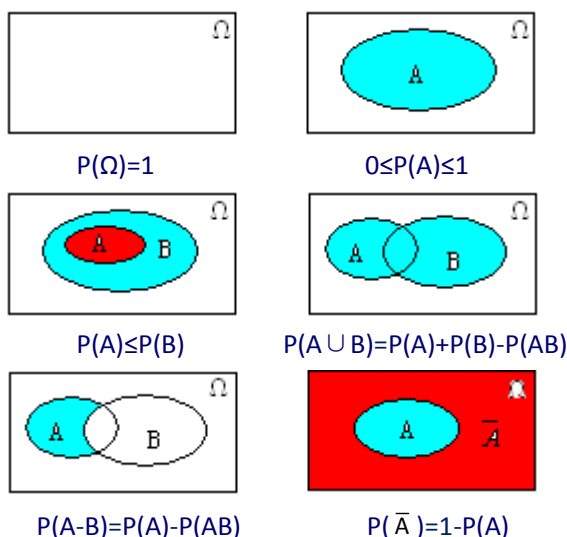 Ω Ω
A
P(Ω)=1 0≤P(A)≤1
Ω Ω
A B A B
P(A)≤P(B) P(A∪B)=P(A)+P(B)-P(AB)
Ω
A B A A̅
P(A-B)=P(A)-P(AB) P(A̅)=1-P(A)